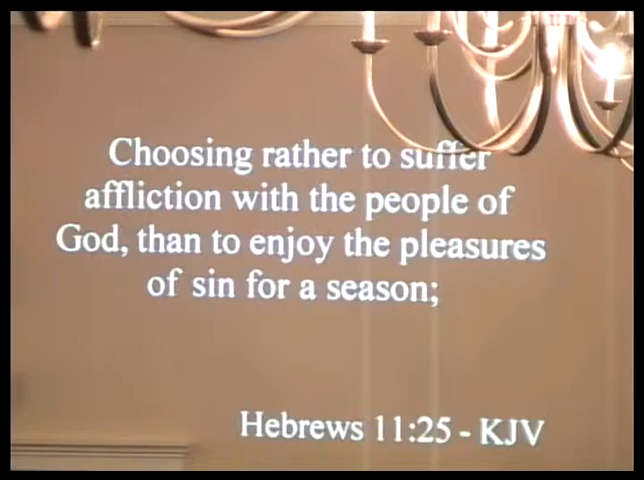 Choosing rather to suffer
affliction with the people of
God, than to enjoy the pleasures
of sin for a season;
Hebrews 11:25 - KJV